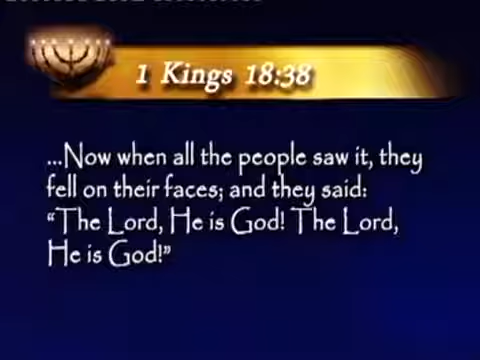 1 Kings 18:38
...Now when all the people saw it, they
fell on their faces; and they said:
“The Lord, He is God! The Lord,
He is God!”